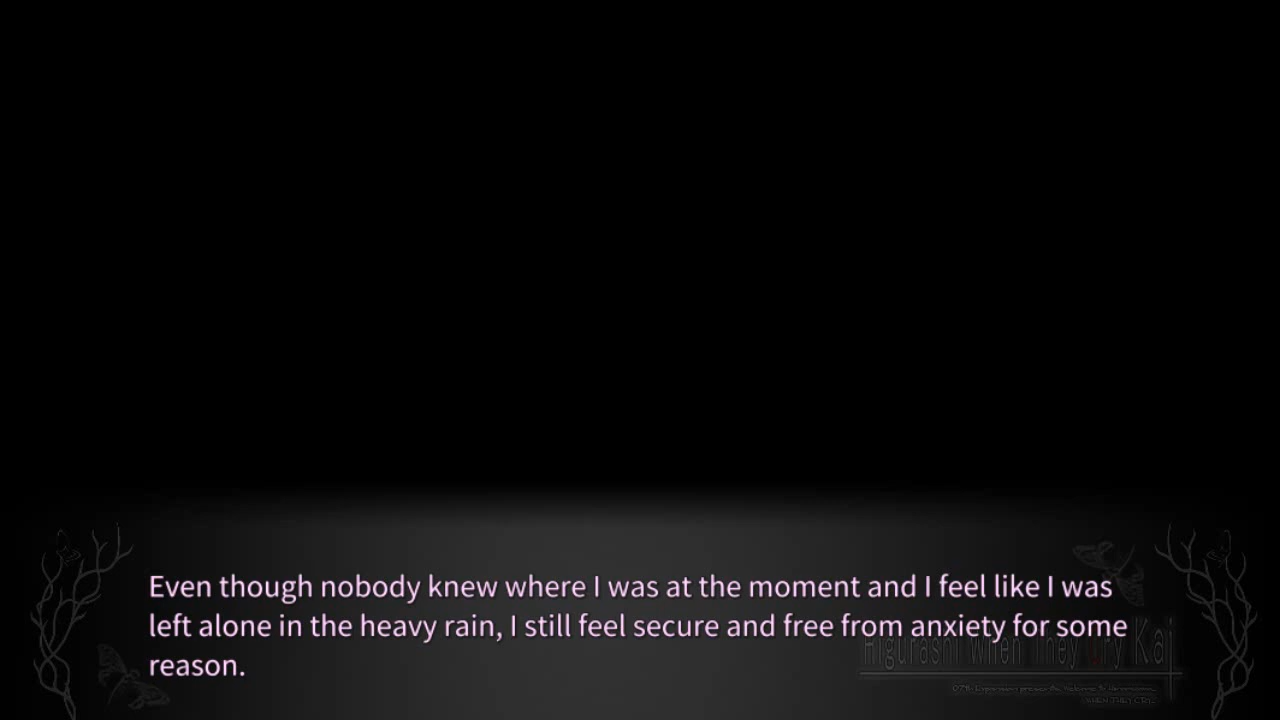 Even though nobody knew where I was at the moment and I feel like I was
left alone in the heavy rain, I still feel secure and free from anxiety for some
reason.
Higurashi When They Cry Kai